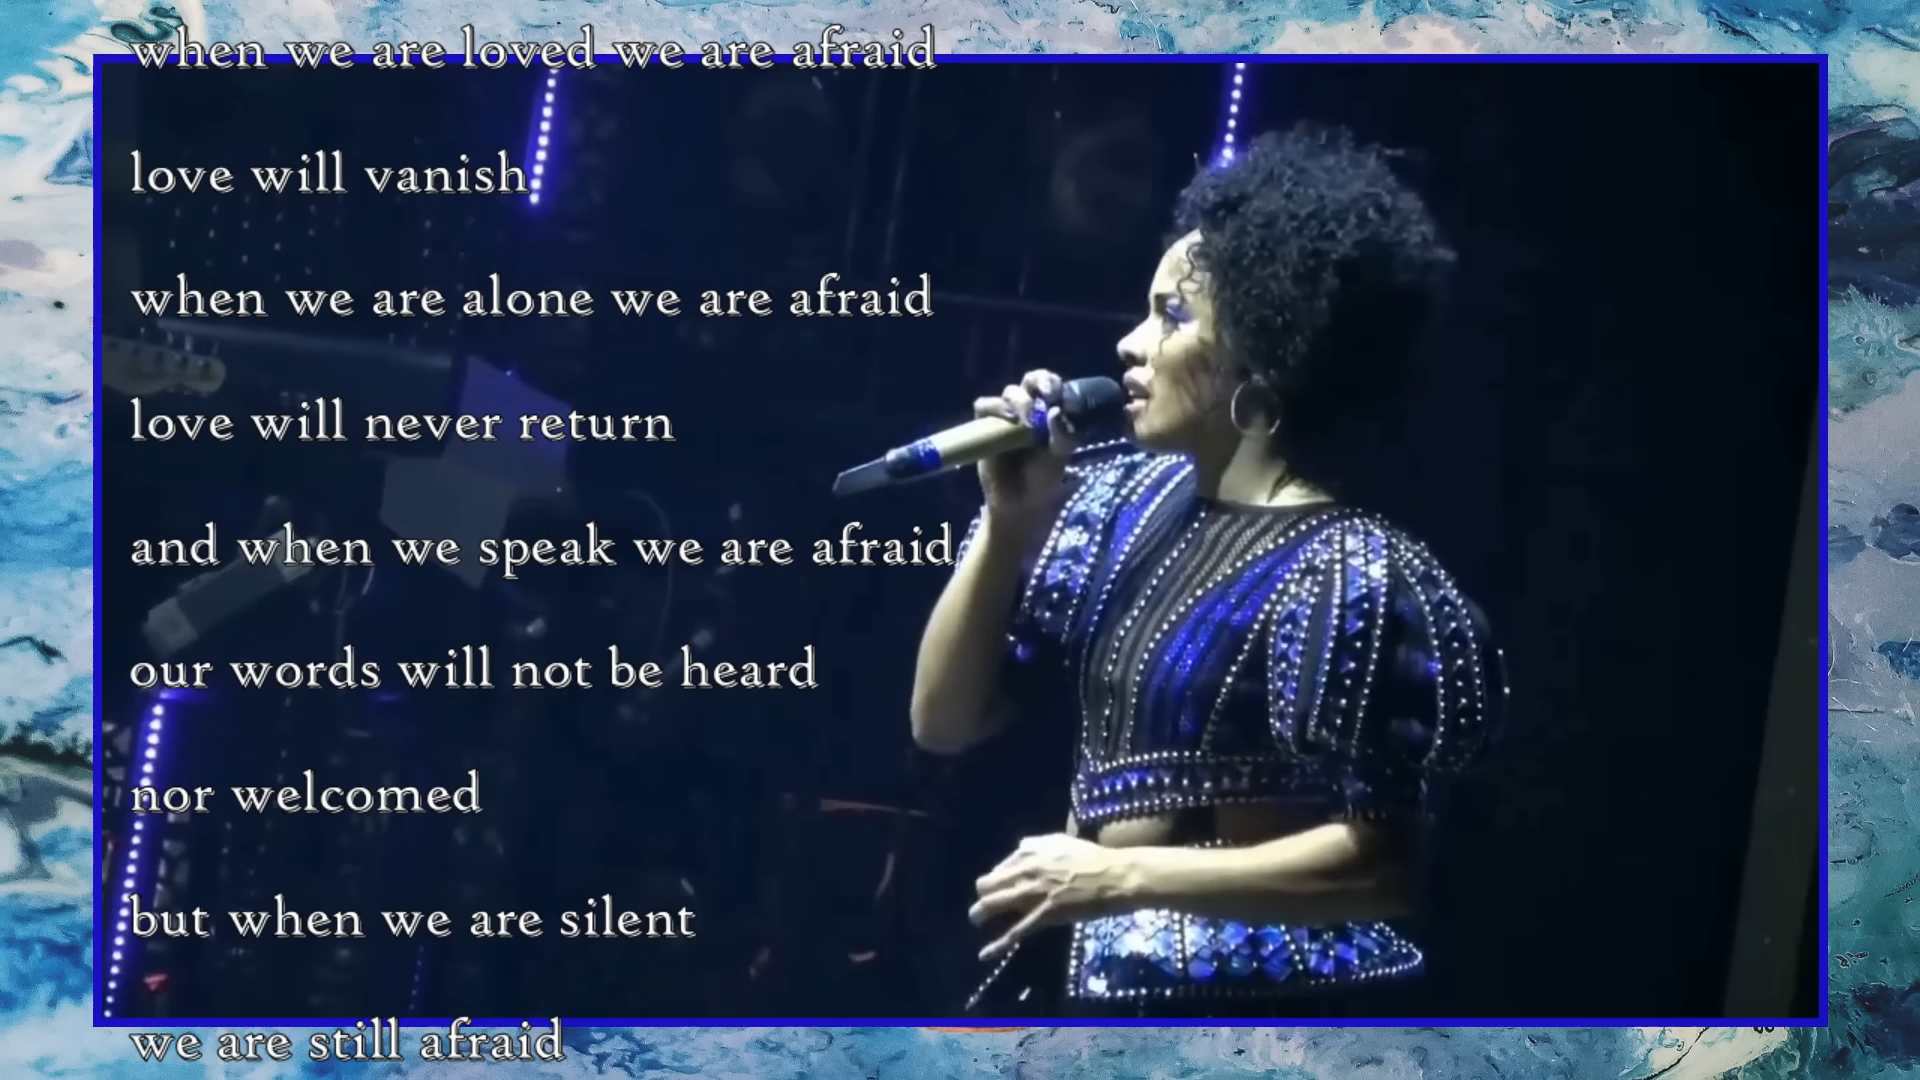 when we are loved we are afraid
love will vanish
when we are alone we are afraid
love will never return
and when we speak we are afraid
our words will not be heard
nor welcomed
but when we are silent
we are still afraid